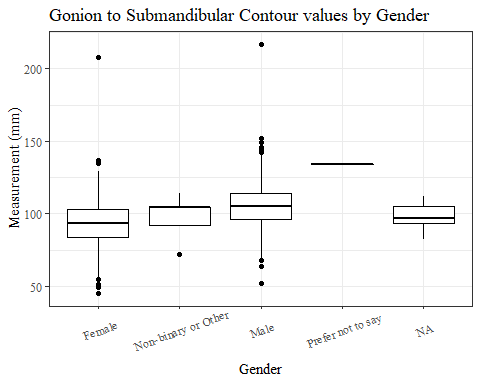 Gonion to Submandibular Contour values by Gender
Measurement (mm)
200
150
100
50
Female
Non-binary or Other
Male
Prefer not to say
NA
Gender